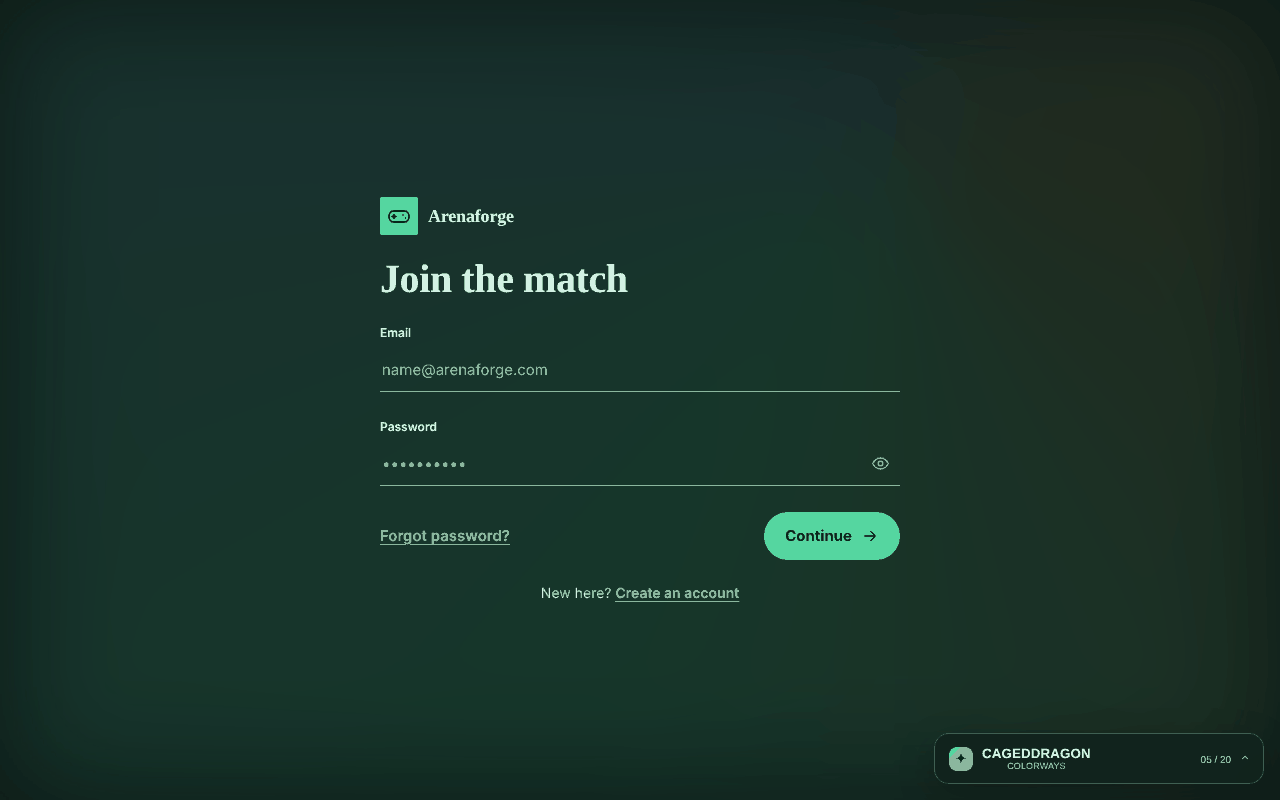 Arenaforge
Join the match
Email
name@arenaforge.com
Password
••••••••••
Forgot password?
Continue →
New here? Create an account
CAGEDDRAGON
COLORWAYS
05 / 20